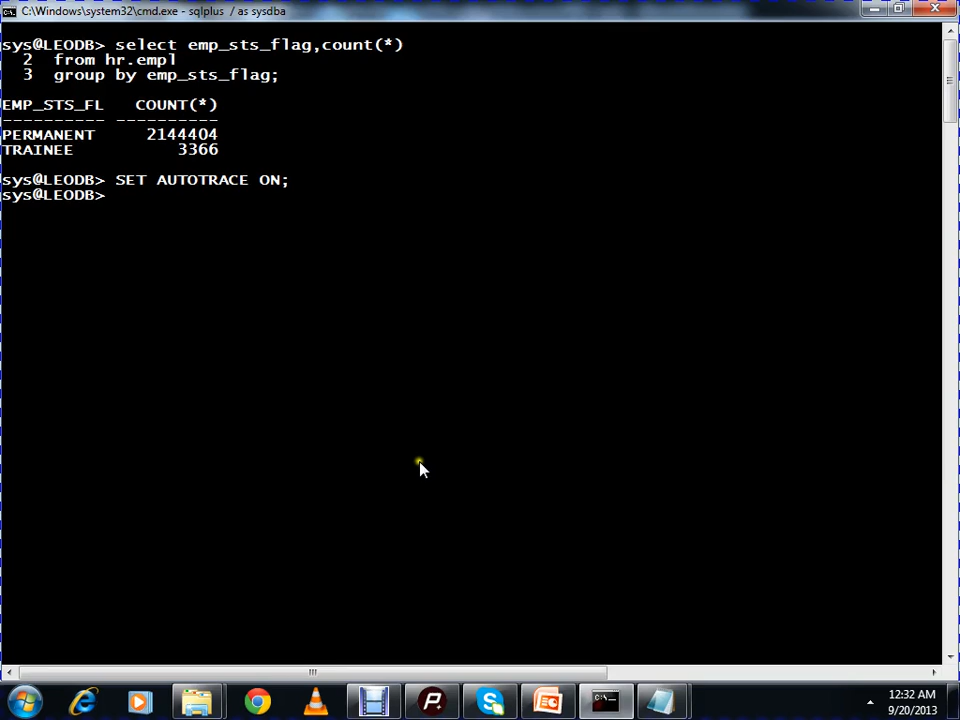 C:\Windows\system32\cmd.exe - sqlplus / as sysdba
sys@LEODB> select emp_sts_flag,count(*)
2 from hr.empl
3 group by emp_sts_flag;
EMP_STS_FL COUNT(*)
---------- ----------
PERMANENT 2144404
TRAINEE 3366
sys@LEODB> SET AUTOTRACE ON;
sys@LEODB>
12:32 AM
9/20/2013